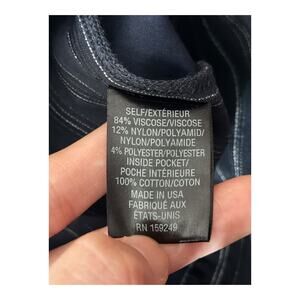 SELF/EXTÉRIEUR
84% VISCOSE/VISCOSE
12% NYLON/POLYAMID/
NYLON/POLYAMIDE
4% POLYESTER/POLYESTER
INSIDE POCKET/
POCHE INTÉRIEURE
100% COTTON/COTON
MADE IN USA
FABRIQUÉ AUX
ÉTATS-UNIS
RN 159249